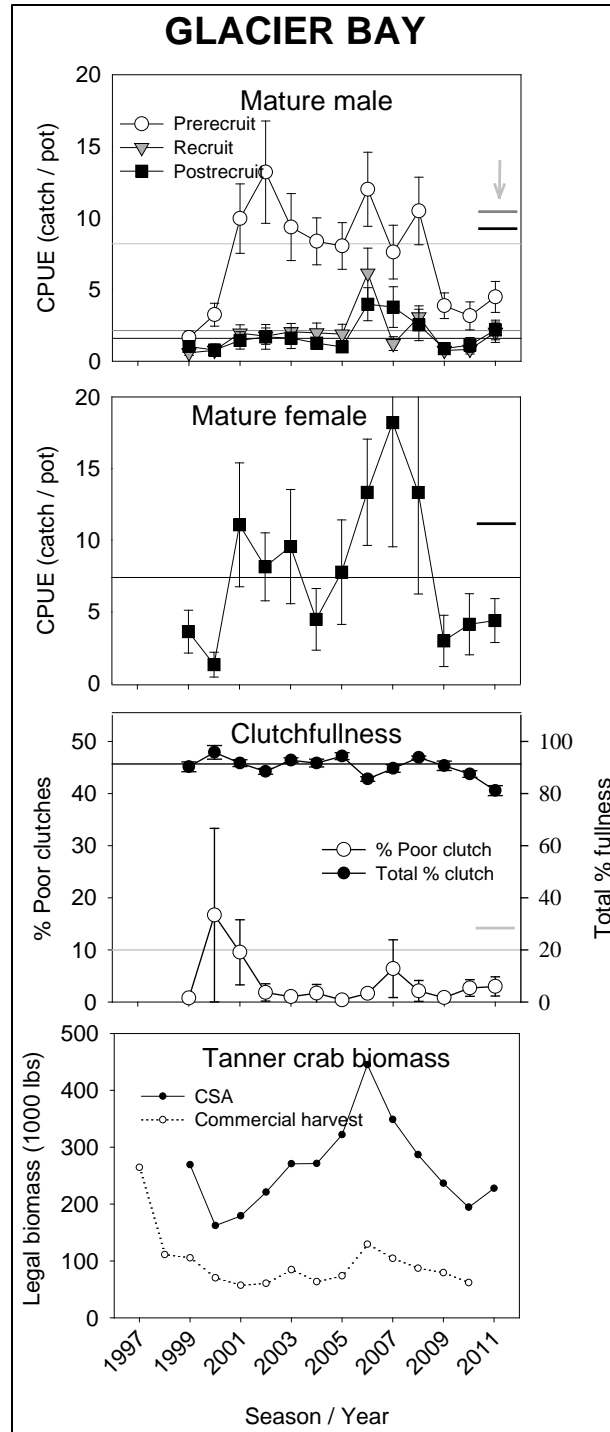 GLACIER BAY
Mature male
Prerecruit
Recruit
Postrecruit
CPUE (catch / pot)
20
15
10
5
0
Mature female
CPUE (catch / pot)
20
15
10
5
0
Clutchfullness
% Poor clutch
Total % clutch
% Poor clutches
50
40
30
20
10
0
Total % fullness
100
80
60
40
20
0
Tanner crab biomass
CSA
Commercial harvest
Legal biomass (1000 lbs)
500
400
300
200
100
0
1997 1999 2001 2003 2005 2007 2009 2011
Season / Year